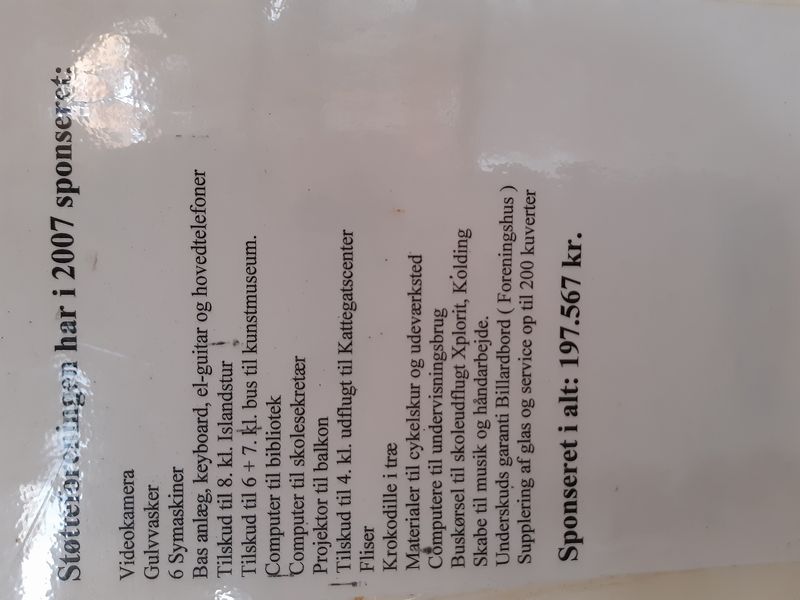 Støtteforeningen har i 2007 sponseret:
Videokamera
Gulvvasker
6 Symaskiner
Bas anlæg, keyboard, el-guitar og hovedtelefoner
Tilskud til 8. kl. Islandstur
Tilskud til 6 + 7. kl. bus til kunstmuseum.
Computer til bibliotek
Computer til skolesekretær
Projektor til balkon
Tilskud til 4. kl. udflugt til Kattegatscenter
Fliser
Krokodille i træ
Materialer til cykelskur og udeværksted
Computere til undervisningsbrug
Buskørsel til skoleudflugt Xplorit, Kolding
Skabe til musik og håndarbejde.
Underskuds garanti Billardbord ( Foreningshus )
Supplering af glas og service op til 200 kuverter
Sponseret i alt: 197.567 kr.